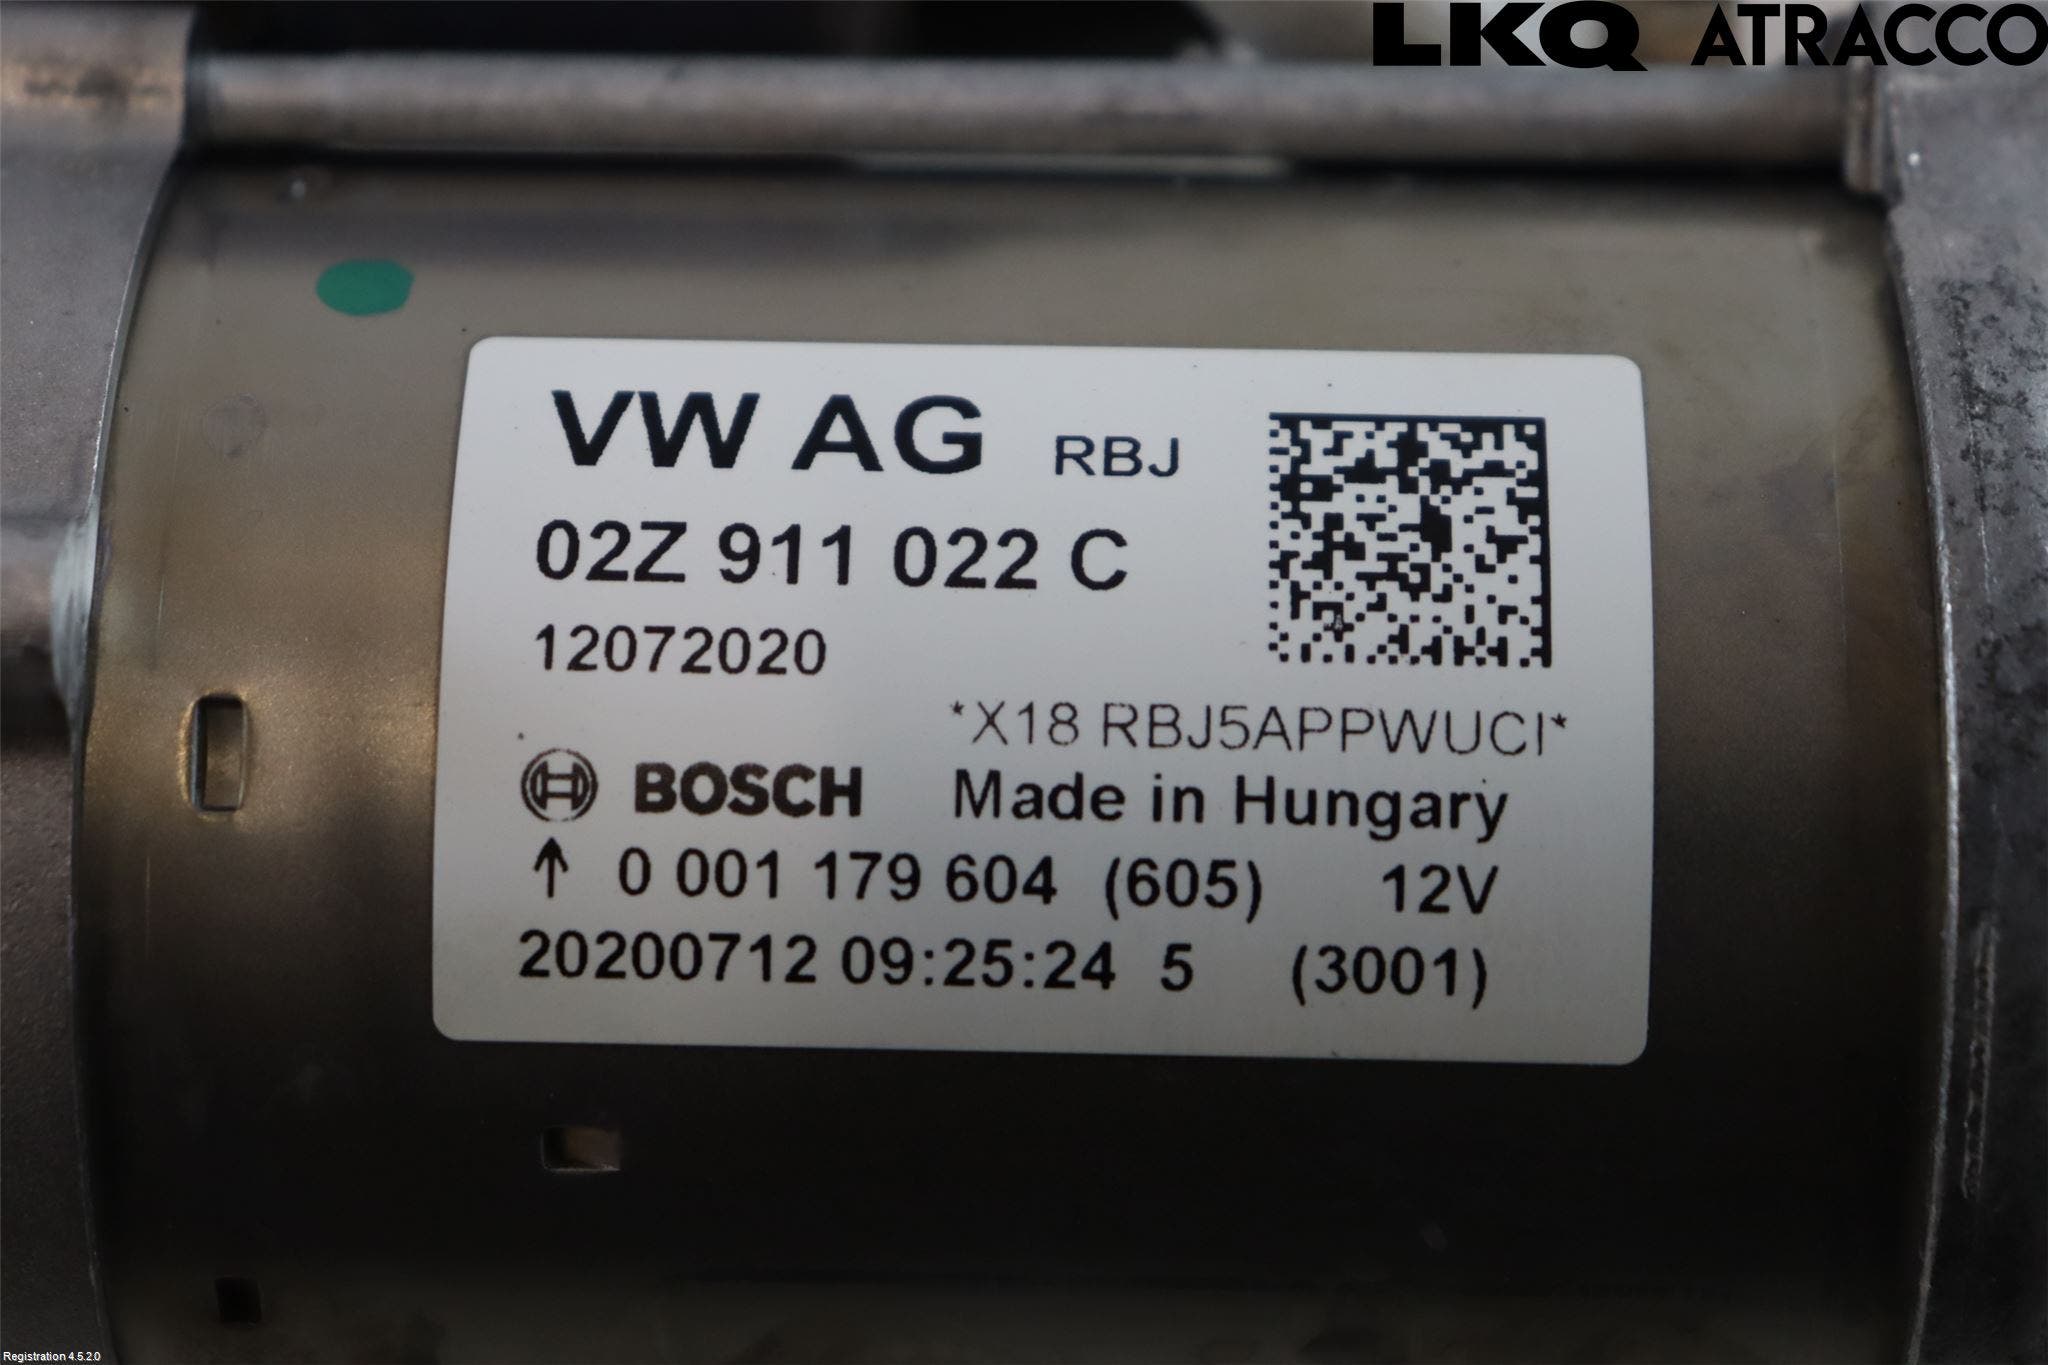 LKQ ATRACCO
VW AG RBJ
02Z 911 022 C
12072020
*X18 RBJ5APPWUCI*
BOSCH Made in Hungary
↑ 0 001 179 604 (605) 12V
20200712 09:25:24 5 (3001)
Registration 4.5.2.0